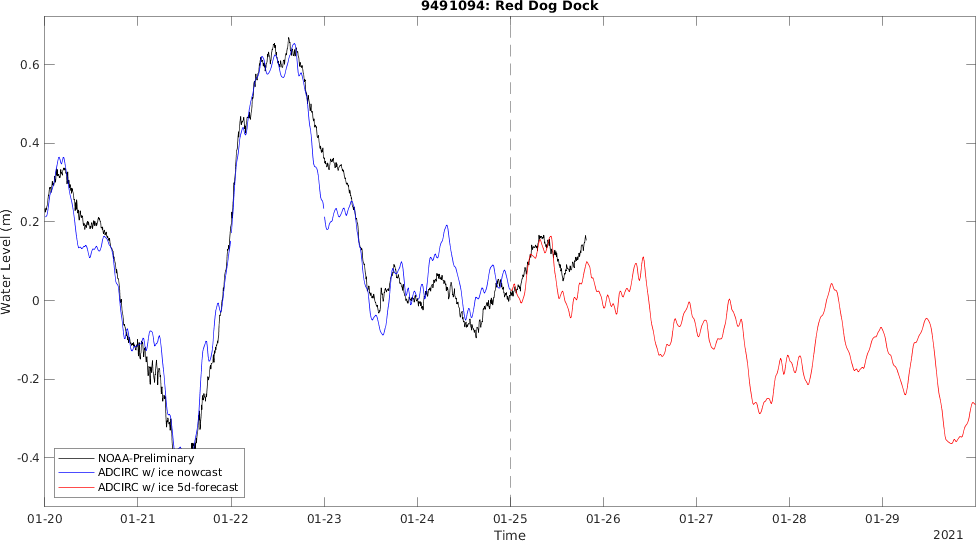 9491094: Red Dog Dock
Water Level (m)
0.6
0.4
0.2
0
-0.2
-0.4
NOAA-Preliminary
ADCIRC w/ ice nowcast
ADCIRC w/ ice 5d-forecast
01-20 01-21 01-22 01-23 01-24 01-25 01-26 01-27 01-28 01-29
Time
2021